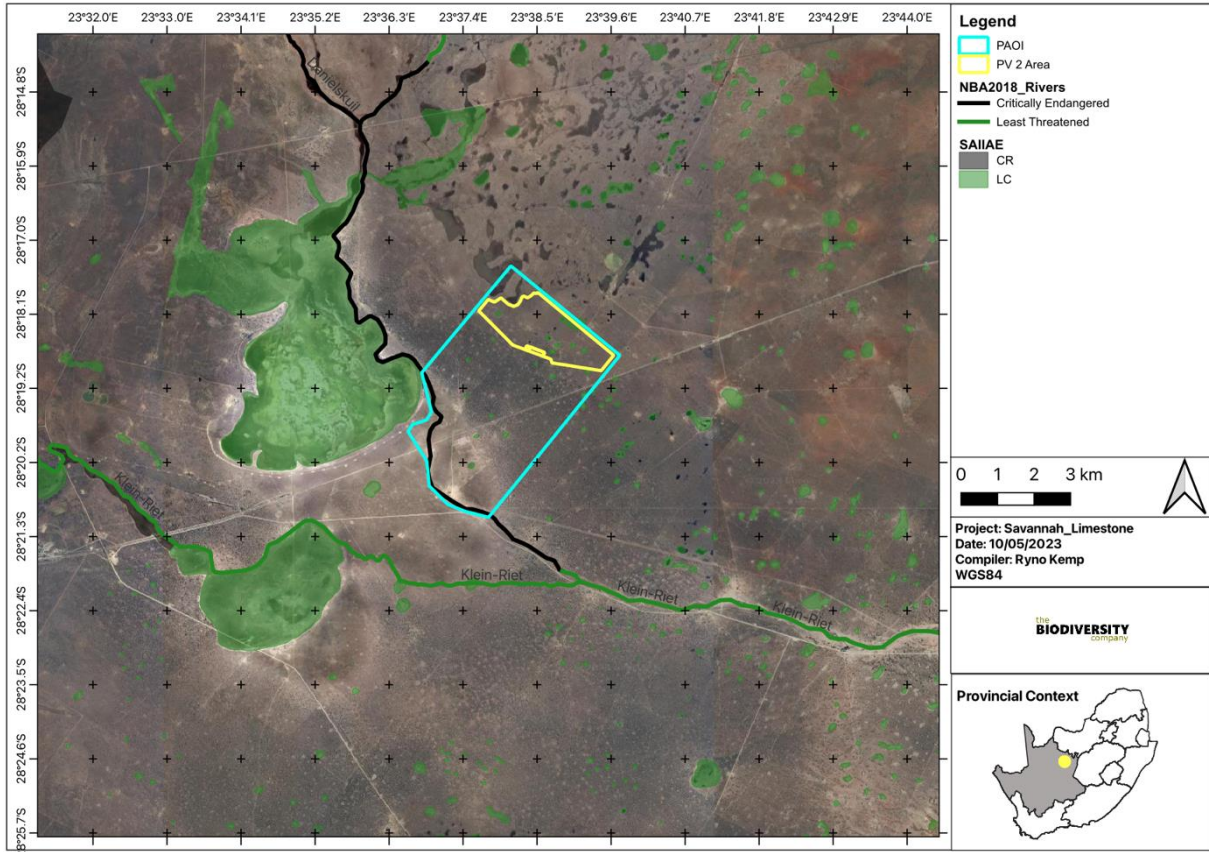 23°32.0'E 23°33.0'E 23°34.1'E 23°35.2'E 23°36.3'E 23°37.4'E 23°38.5'E 23°39.6'E 23°40.7'E 23°41.8'E 23°42.9'E 23°44.0'E
28°14.8'S
28°15.9'S
28°17.0'S
28°18.1'S
28°19.2'S
28°20.2'S
28°21.3'S
28°22.4'S
28°23.5'S
28°24.6'S
28°25.7'S
Danielskuil
Klein-Riet
Klein-Riet
Klein-Riet
Klein-Riet
Legend
PAOI
PV 2 Area
NBA2018_Rivers
Critically Endangered
Least Threatened
SAIIAE
CR
LC
0 1 2 3 km
Project: Savannah_Limestone
Date: 10/05/2023
Compiler: Ryno Kemp
WGS84
the
BIODIVERSITY
company
Provincial Context